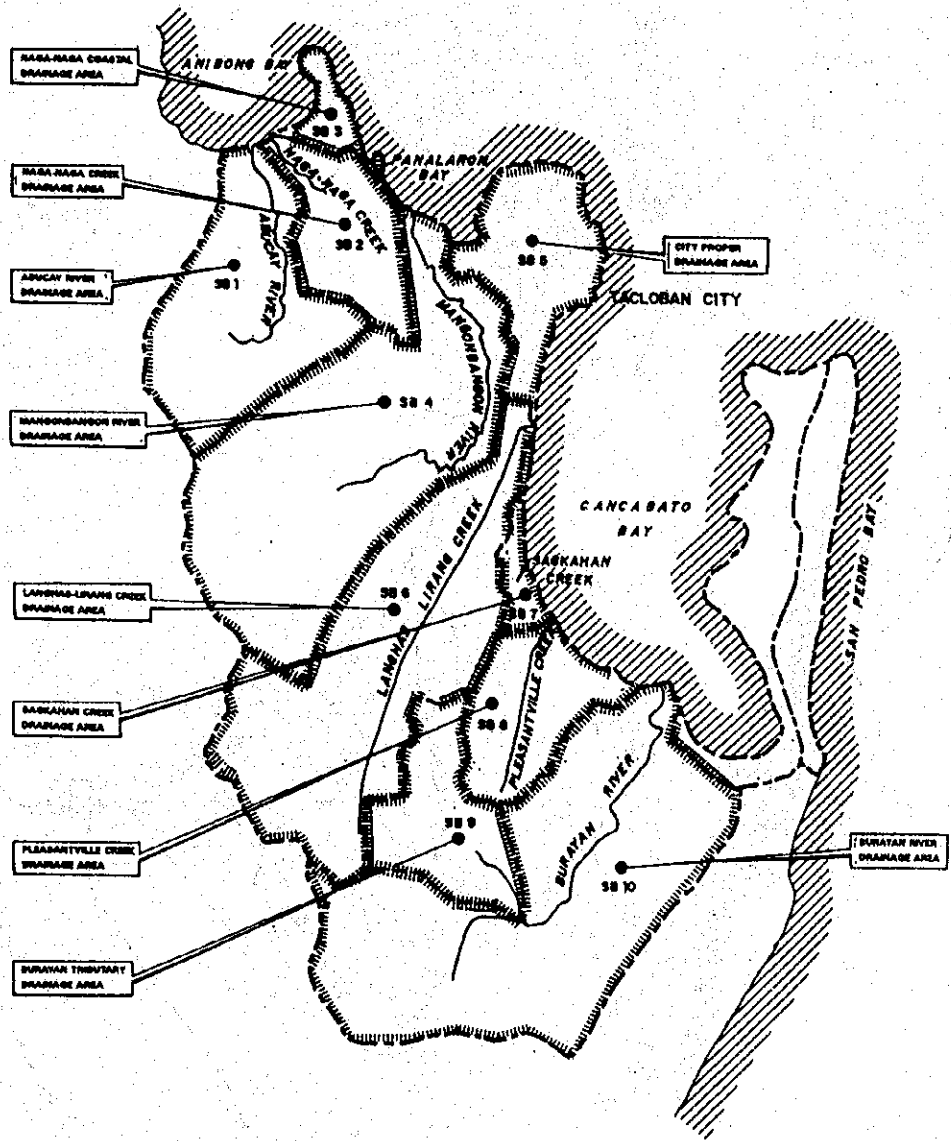 NAGA-NAGA COASTAL
DRAINAGE AREA
ANIBONG BAY
SB 3
NAGA-NAGA CREEK
DRAINAGE AREA
NAGA-NAGA CREEK
PANALARON
BAY
SB 2
ABUCAY RIVER
DRAINAGE AREA
SB 1
ABUCAY RIVER
SB 5
CITY PROPER
DRAINAGE AREA
TACLOBAN CITY
MANGONBANGON RIVER
MANGONBANGON RIVER
DRAINAGE AREA
SB 4
CANCABATO
BAY
SAN PEDRO BAY
LANGHAS-LIRANG CREEK
DRAINAGE AREA
SB 6
LANGHAS LIRANG CREEK
SAGKAHAN
CREEK
SB 7
SAGKAHAN CREEK
DRAINAGE AREA
SB 8
PLEASANTVILLE CREEK
PLEASANTVILLE CREEK
DRAINAGE AREA
SB 9
BURAYAN RIVER
SB 10
BURAYAN RIVER
DRAINAGE AREA
BURAYAN TRIBUTARY
DRAINAGE AREA